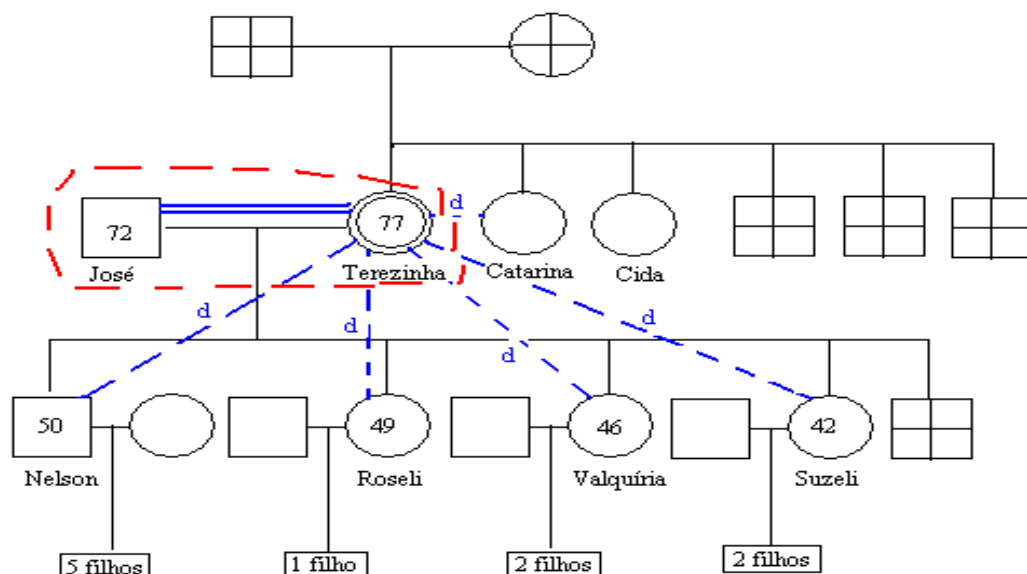 77
d
72
José
Terezinha
Catarina
Cida
d
d
d
d
50
49
46
42
Nelson
Roseli
Valquíria
Suzeli
5 filhos
1 filho
2 filhos
2 filhos